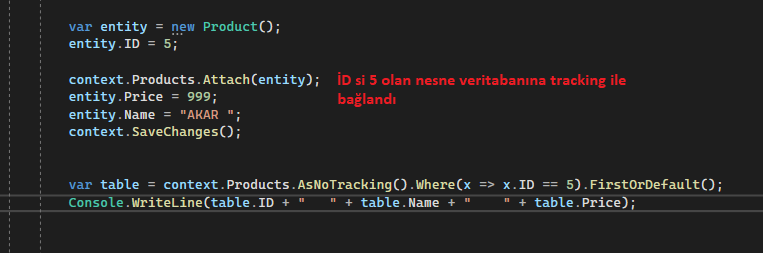 var entity = new Product();
entity.ID = 5;
context.Products.Attach(entity); İD si 5 olan nesne veritabanına tracking ile
entity.Price = 999; bağlandı
entity.Name = "AKAR ";
context.SaveChanges();
var table = context.Products.AsNoTracking().Where(x => x.ID == 5).FirstOrDefault();
Console.WriteLine(table.ID + "   " + table.Name + "    " + table.Price);